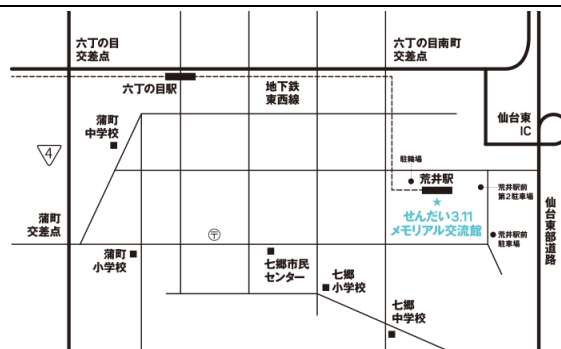 六丁の目
交差点
六丁の目南町
交差点
六丁の目駅
地下鉄
東西線
仙台東
IC
蒲町
中学校
4
駐輪場
荒井駅
荒井駅前
第2駐車場
せんだい3.11
メモリアル交流館
仙台東部道路
蒲町
交差点
〒
荒井駅前
駐車場
蒲町
小学校
七郷市民
センター
七郷
小学校
七郷
中学校